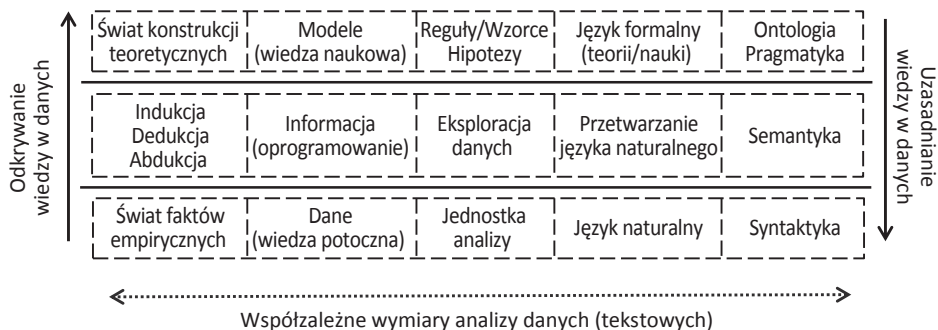 Odkrywanie
wiedzy w danych
Świat konstrukcji
teoretycznych
Modele
(wiedza naukowa)
Reguły/Wzorce
Hipotezy
Język formalny
(teorii/nauki)
Ontologia
Pragmatyka
Indukcja
Dedukcja
Abdukcja
Informacja
(oprogramowanie)
Eksploracja
danych
Przetwarzanie
języka naturalnego
Semantyka
Świat faktów
empirycznych
Dane
(wiedza potoczna)
Jednostka
analizy
Język naturalny
Syntaktyka
Uzasadnianie
wiedzy w danych
Współzależne wymiary analizy danych (tekstowych)